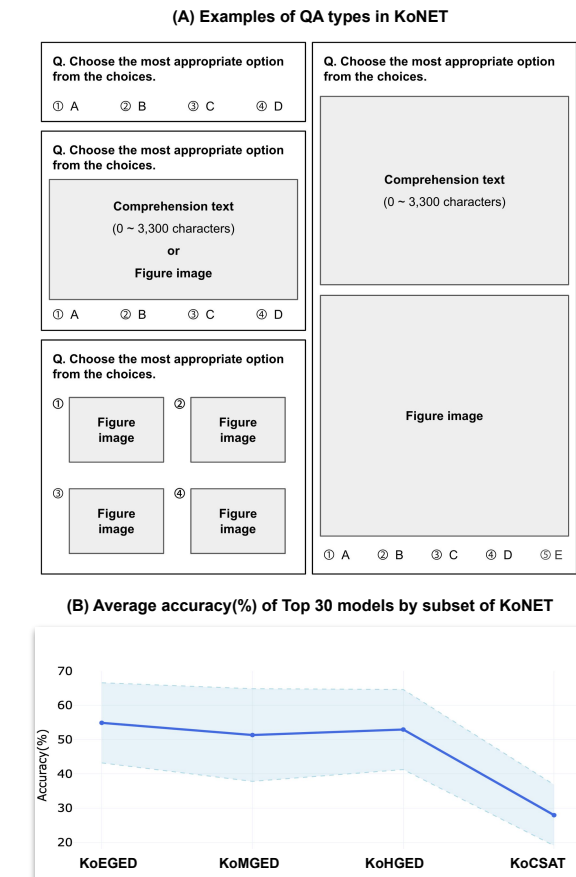 (A) Examples of QA types in KoNET
Q. Choose the most appropriate option
from the choices.
① A ② B ③ C ④ D
Q. Choose the most appropriate option
from the choices.
Comprehension text
(0 ~ 3,300 characters)
or
Figure image
① A ② B ③ C ④ D
Q. Choose the most appropriate option
from the choices.
① Figure
image
② Figure
image
③ Figure
image
④ Figure
image
Q. Choose the most appropriate option
from the choices.
Comprehension text
(0 ~ 3,300 characters)
Figure image
① A ② B ③ C ④ D ⑤ E
(B) Average accuracy(%) of Top 30 models by subset of KoNET
Accuracy(%)
70
60
50
40
30
20
KoEGED KoMGED KoHGED KoCSAT